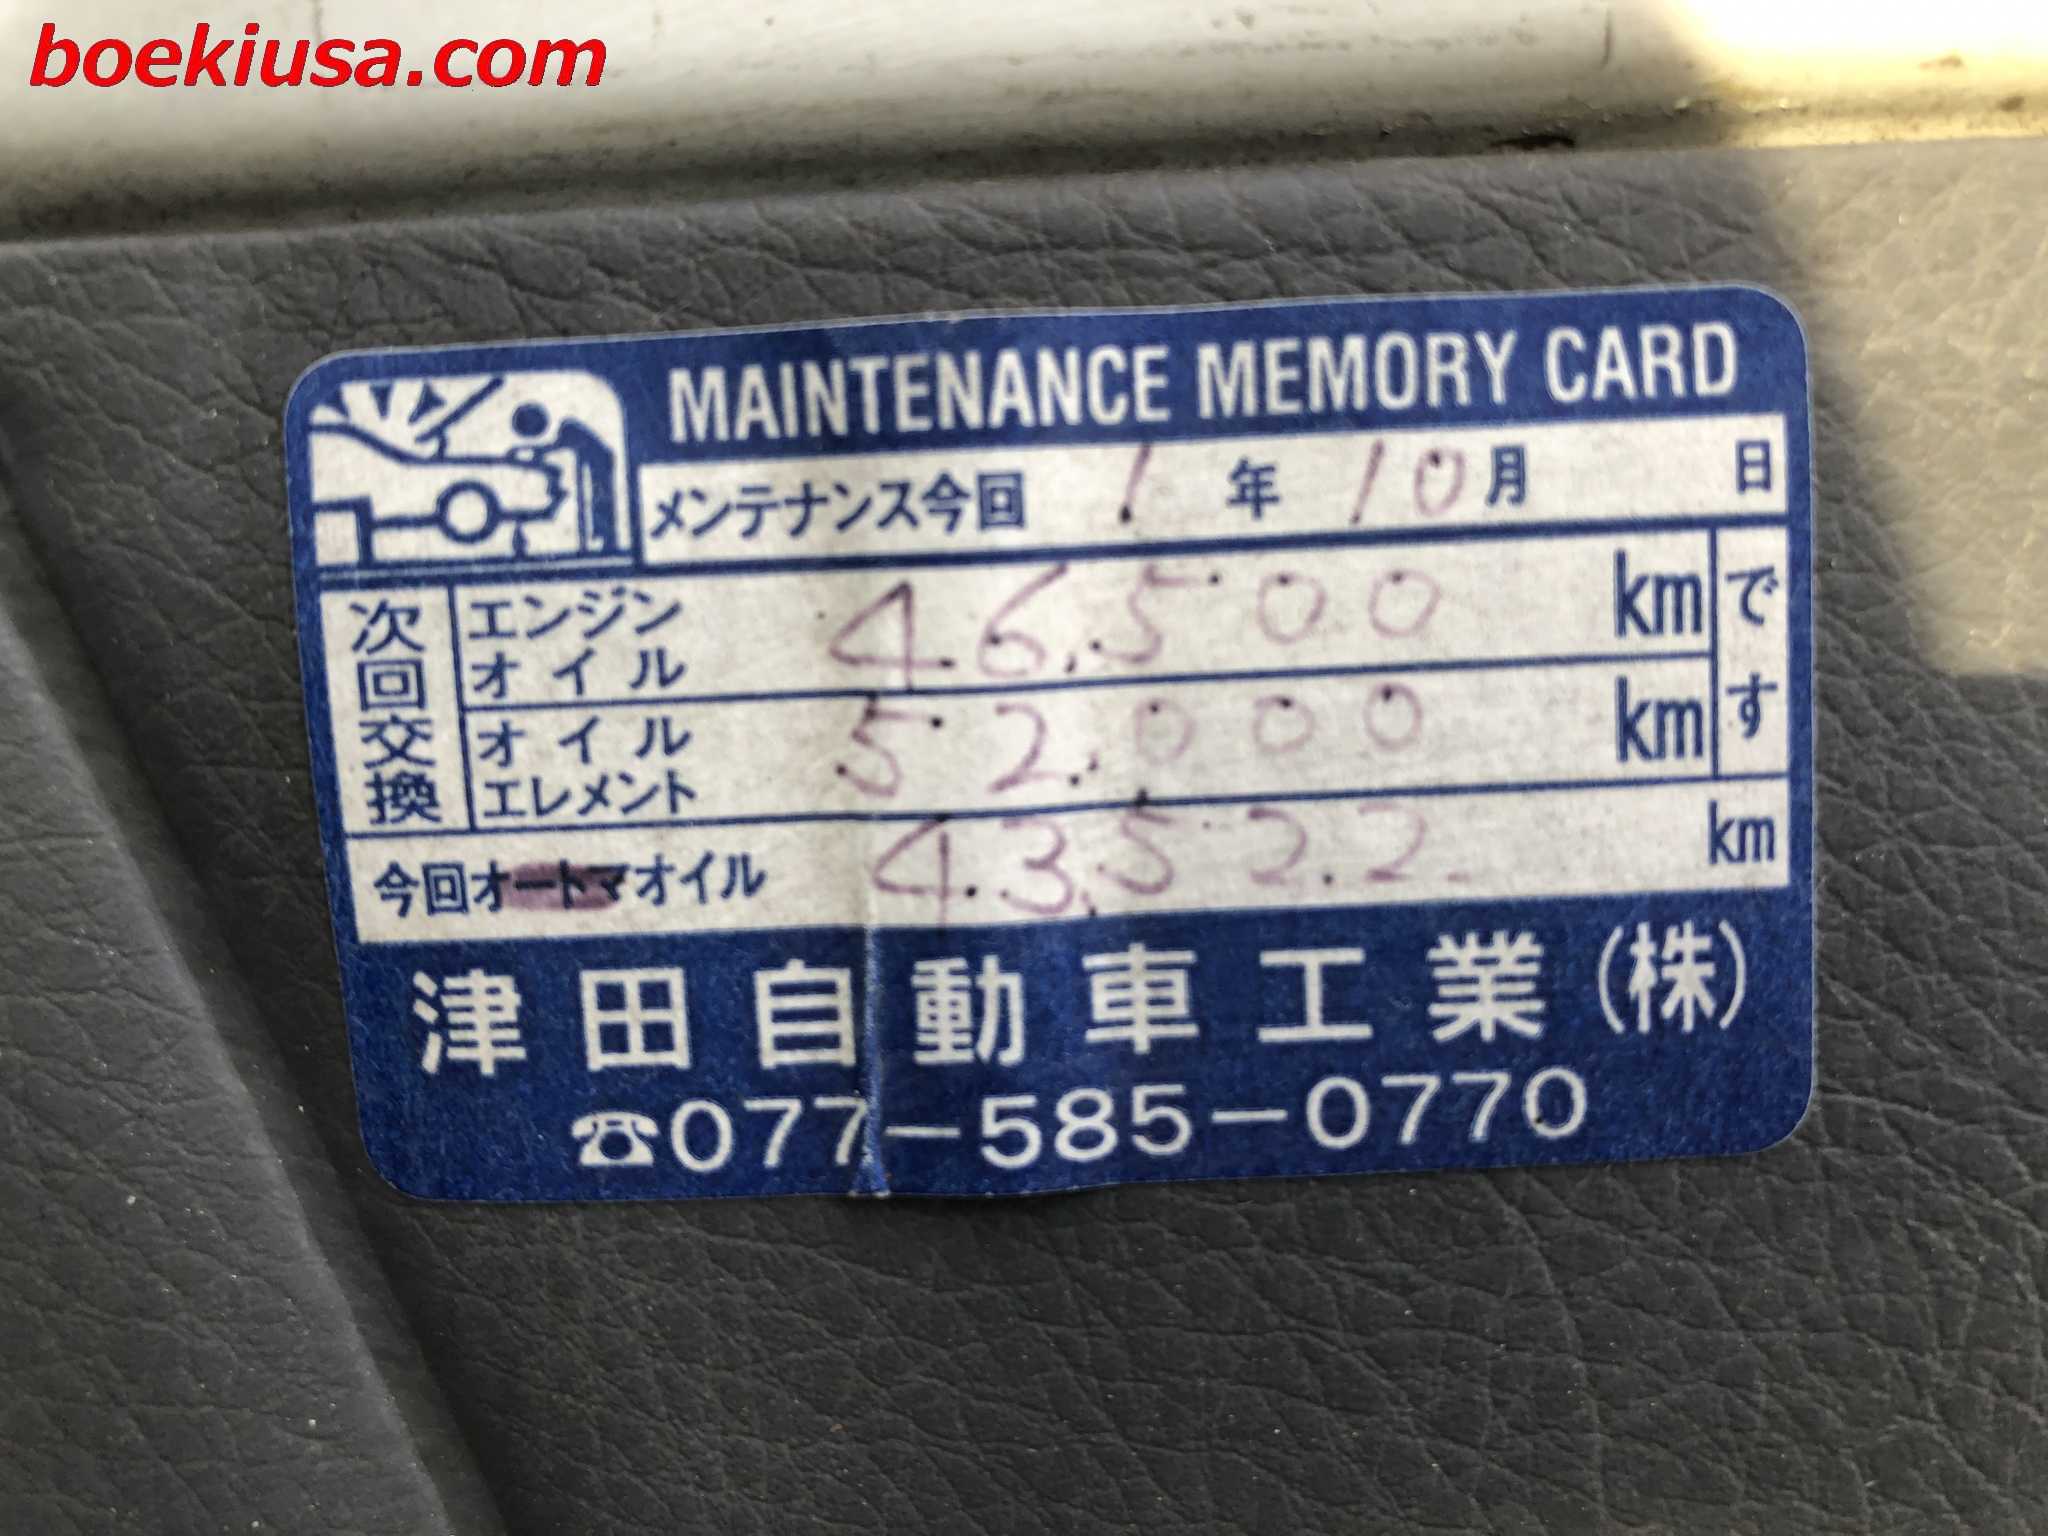 boekiusa.com
MAINTENANCE MEMORY CARD
メンテナンス今回 1 年 10 月 日
次回交換
エンジンオイル 46.500 km
オイルエレメント 52.000 km
です
今回オートマオイル 43.522 km
津田自動車工業(株)
☎077-585-0770